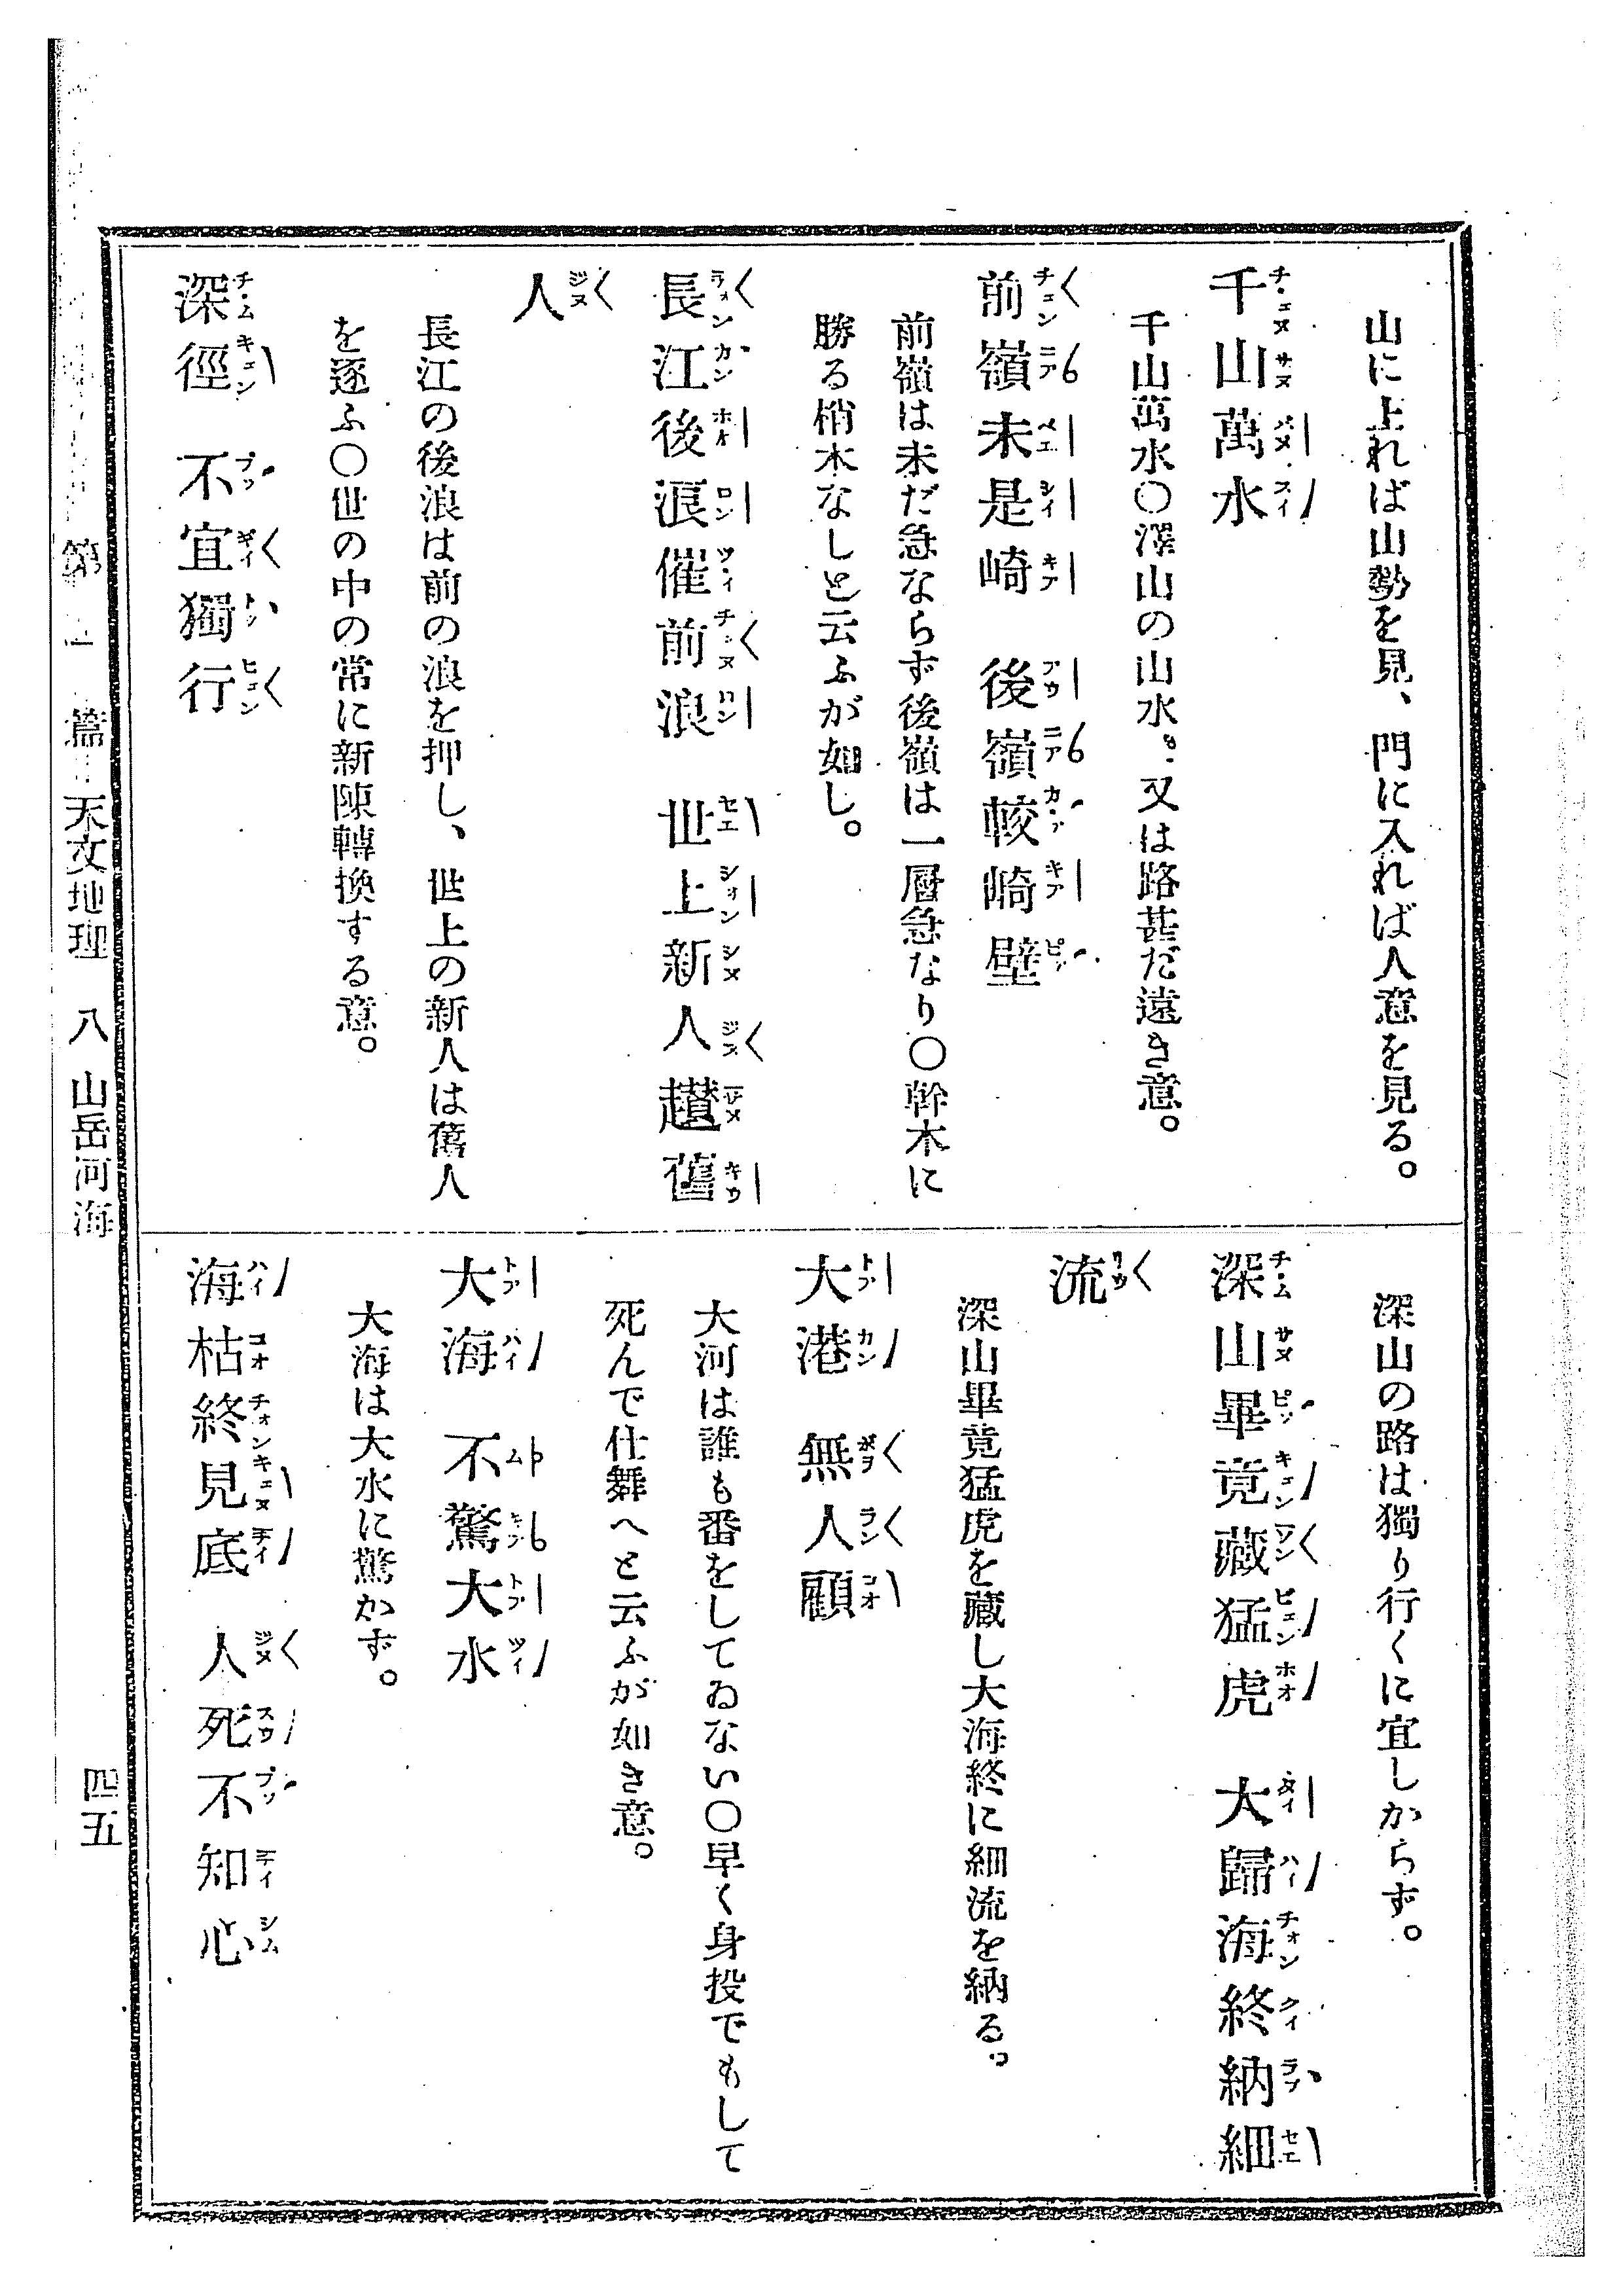 山に上れば山勢を見、門に入れば人意を見る。
千山萬水
千山萬水〇澤山の山水。又は路甚だ遠き意。
前嶺未是崎　後嶺較崎壁
前嶺は未だ急ならず後嶺は一層急なり〇幹木に
勝る梢木なしと云ふが如し。
長江後浪催前浪　世上新人趲舊
人
長江の後浪は前の浪を押し、世上の新人は舊人
を逐ふ〇世の中の常に新陳轉換する意。
深徑　不宜獨行
深山の路は獨り行くに宜しからず。
深山畢竟藏猛虎　大歸海終納細
流
深山畢竟猛虎を藏し大海終に細流を納る。
大港　無人顧
大河は誰も番をしてゐない〇早く身投でもして
死んで仕舞へと云ふが如き意。
大海　不驚大水
大海は大水に驚かず。
海枯終見底　人死不知心
第一篇　天文地理　八　山岳河海
四五